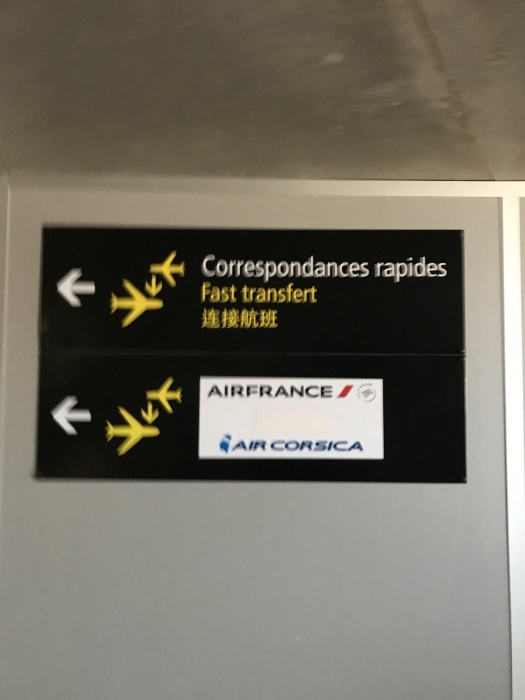 Correspondances rapides
Fast transfert
连接航班
AIRFRANCE
AIR CORSICA